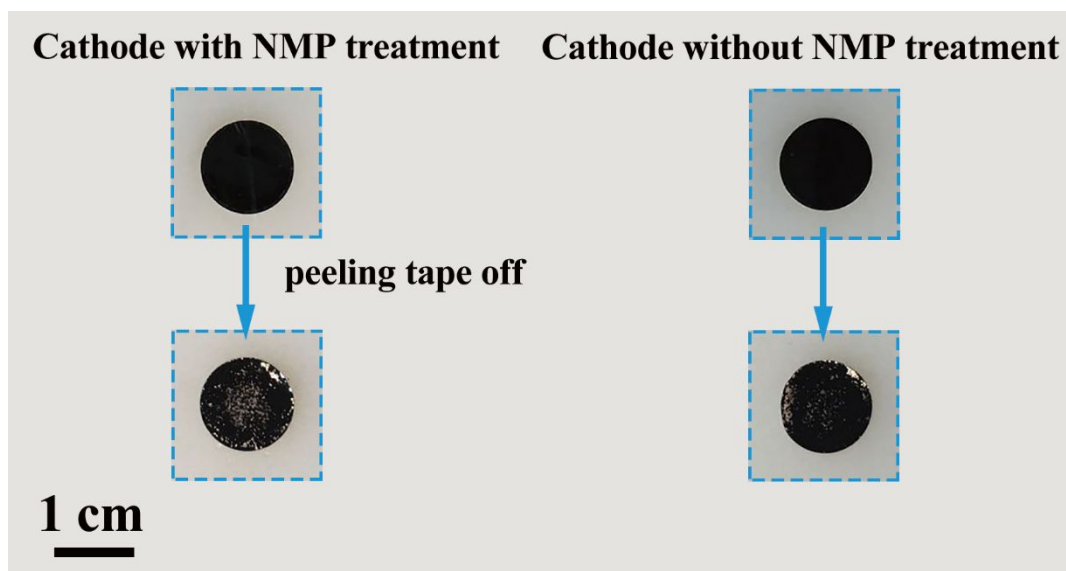 Cathode with NMP treatment
Cathode without NMP treatment
peeling tape off
1 cm